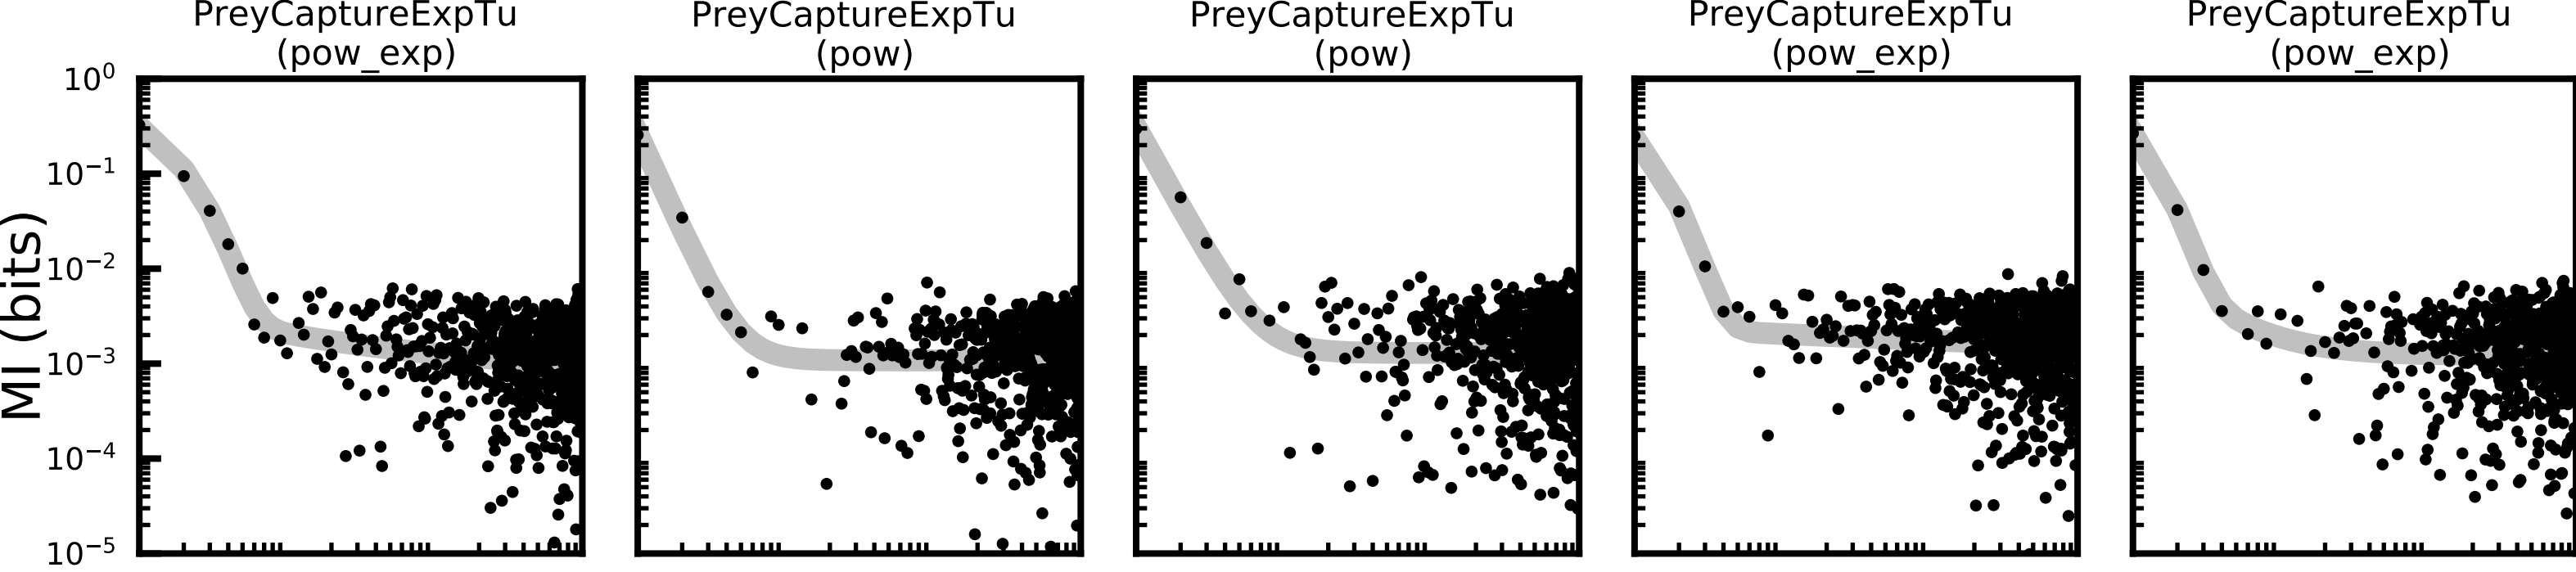 PreyCaptureExpTu PreyCaptureExpTu PreyCaptureExpTu PreyCaptureExpTu PreyCaptureExpTu
(pow_exp) (pow) (pow) (pow_exp) (pow_exp)
10⁰
10⁻¹
10⁻²
10⁻³
10⁻⁴
10⁻⁵
MI (bits)